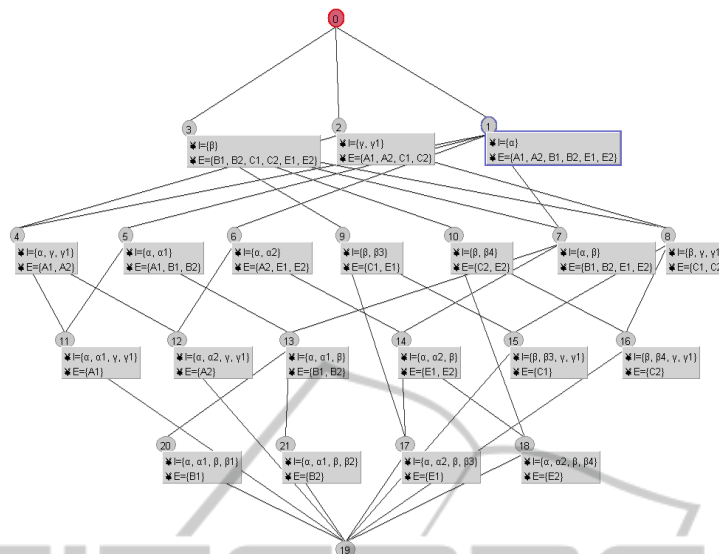 0
3
2
1
I={β}
E={B1, B2, C1, C2, E1, E2}
I={γ, γ1}
E={A1, A2, C1, C2}
I={α}
E={A1, A2, B1, B2, E1, E2}
4
5
6
9
10
7
8
I={α, γ, γ1}
E={A1, A2}
I={α, α1}
E={A1, B1, B2}
I={α, α2}
E={A2, E1, E2}
I={β, β3}
E={C1, E1}
I={β, β4}
E={C2, E2}
I={α, β}
E={B1, B2, E1, E2}
I={β, γ, γ1
E={C1, C2
11
12
13
14
15
16
I={α, α1, γ, γ1}
E={A1}
I={α, α2, γ, γ1}
E={A2}
I={α, α1, β}
E={B1, B2}
I={α, α2, β}
E={E1, E2}
I={β, β3, γ, γ1}
E={C1}
I={β, β4, γ, γ1}
E={C2}
20
21
17
18
I={α, α1, β, β1}
E={B1}
I={α, α1, β, β2}
E={B2}
I={α, α2, β, β3}
E={E1}
I={α, α2, β, β4}
E={E2}
19